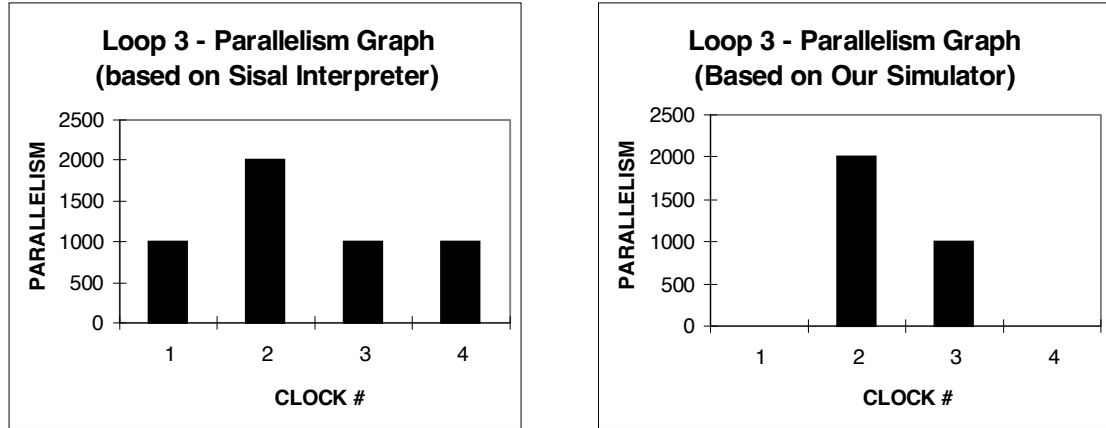 Loop 3 - Parallelism Graph
(based on Sisal Interpreter)
PARALLELISM
2500
2000
1500
1000
500
0
1 2 3 4
CLOCK #
Loop 3 - Parallelism Graph
(Based on Our Simulator)
PARALLELISM
2500
2000
1500
1000
500
0
1 2 3 4
CLOCK #